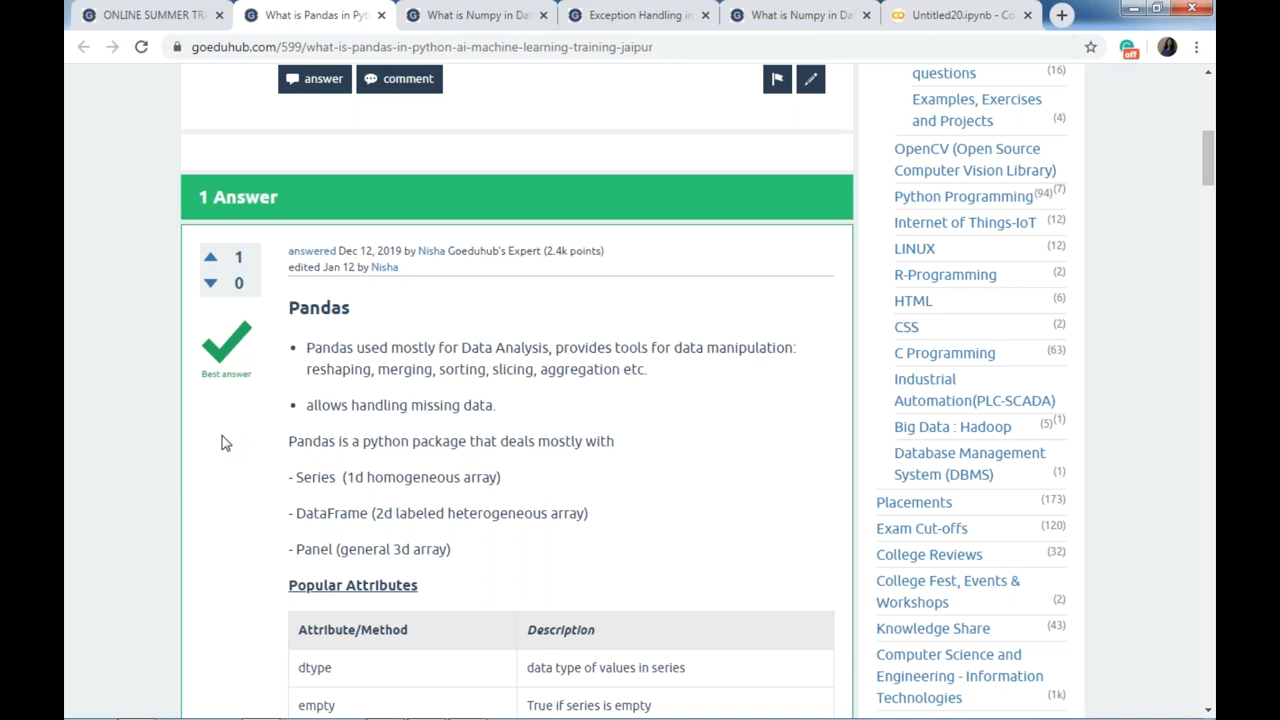 ONLINE SUMMER TRA
What is Pandas in Pyt
What is Numpy in Dat
Exception Handling in
What is Numpy in Dat
Untitled20.ipynb - Col
goeduhub.com/599/what-is-pandas-in-python-ai-machine-learning-training-jaipur
off
answer
comment
1 Answer
1
0
Best answer
answered Dec 12, 2019 by Nisha Goeduhub's Expert (2.4k points)
edited Jan 12 by Nisha
Pandas
• Pandas used mostly for Data Analysis, provides tools for data manipulation:
reshaping, merging, sorting, slicing, aggregation etc.
• allows handling missing data.
Pandas is a python package that deals mostly with
- Series (1d homogeneous array)
- DataFrame (2d labeled heterogeneous array)
- Panel (general 3d array)
Popular Attributes
Attribute/Method Description
dtype data type of values in series
empty True if series is empty
questions (16)
Examples, Exercises
and Projects (4)
OpenCV (Open Source
Computer Vision Library) (7)
Python Programming (94)
Internet of Things-IoT (12)
LINUX (12)
R-Programming (2)
HTML (6)
CSS (2)
C Programming (63)
Industrial
Automation(PLC-SCADA) (1)
Big Data : Hadoop (5)
Database Management
System (DBMS) (1)
Placements (173)
Exam Cut-offs (120)
College Reviews (32)
College Fest, Events &
Workshops (2)
Knowledge Share (43)
Computer Science and
Engineering - Information
Technologies (1k)